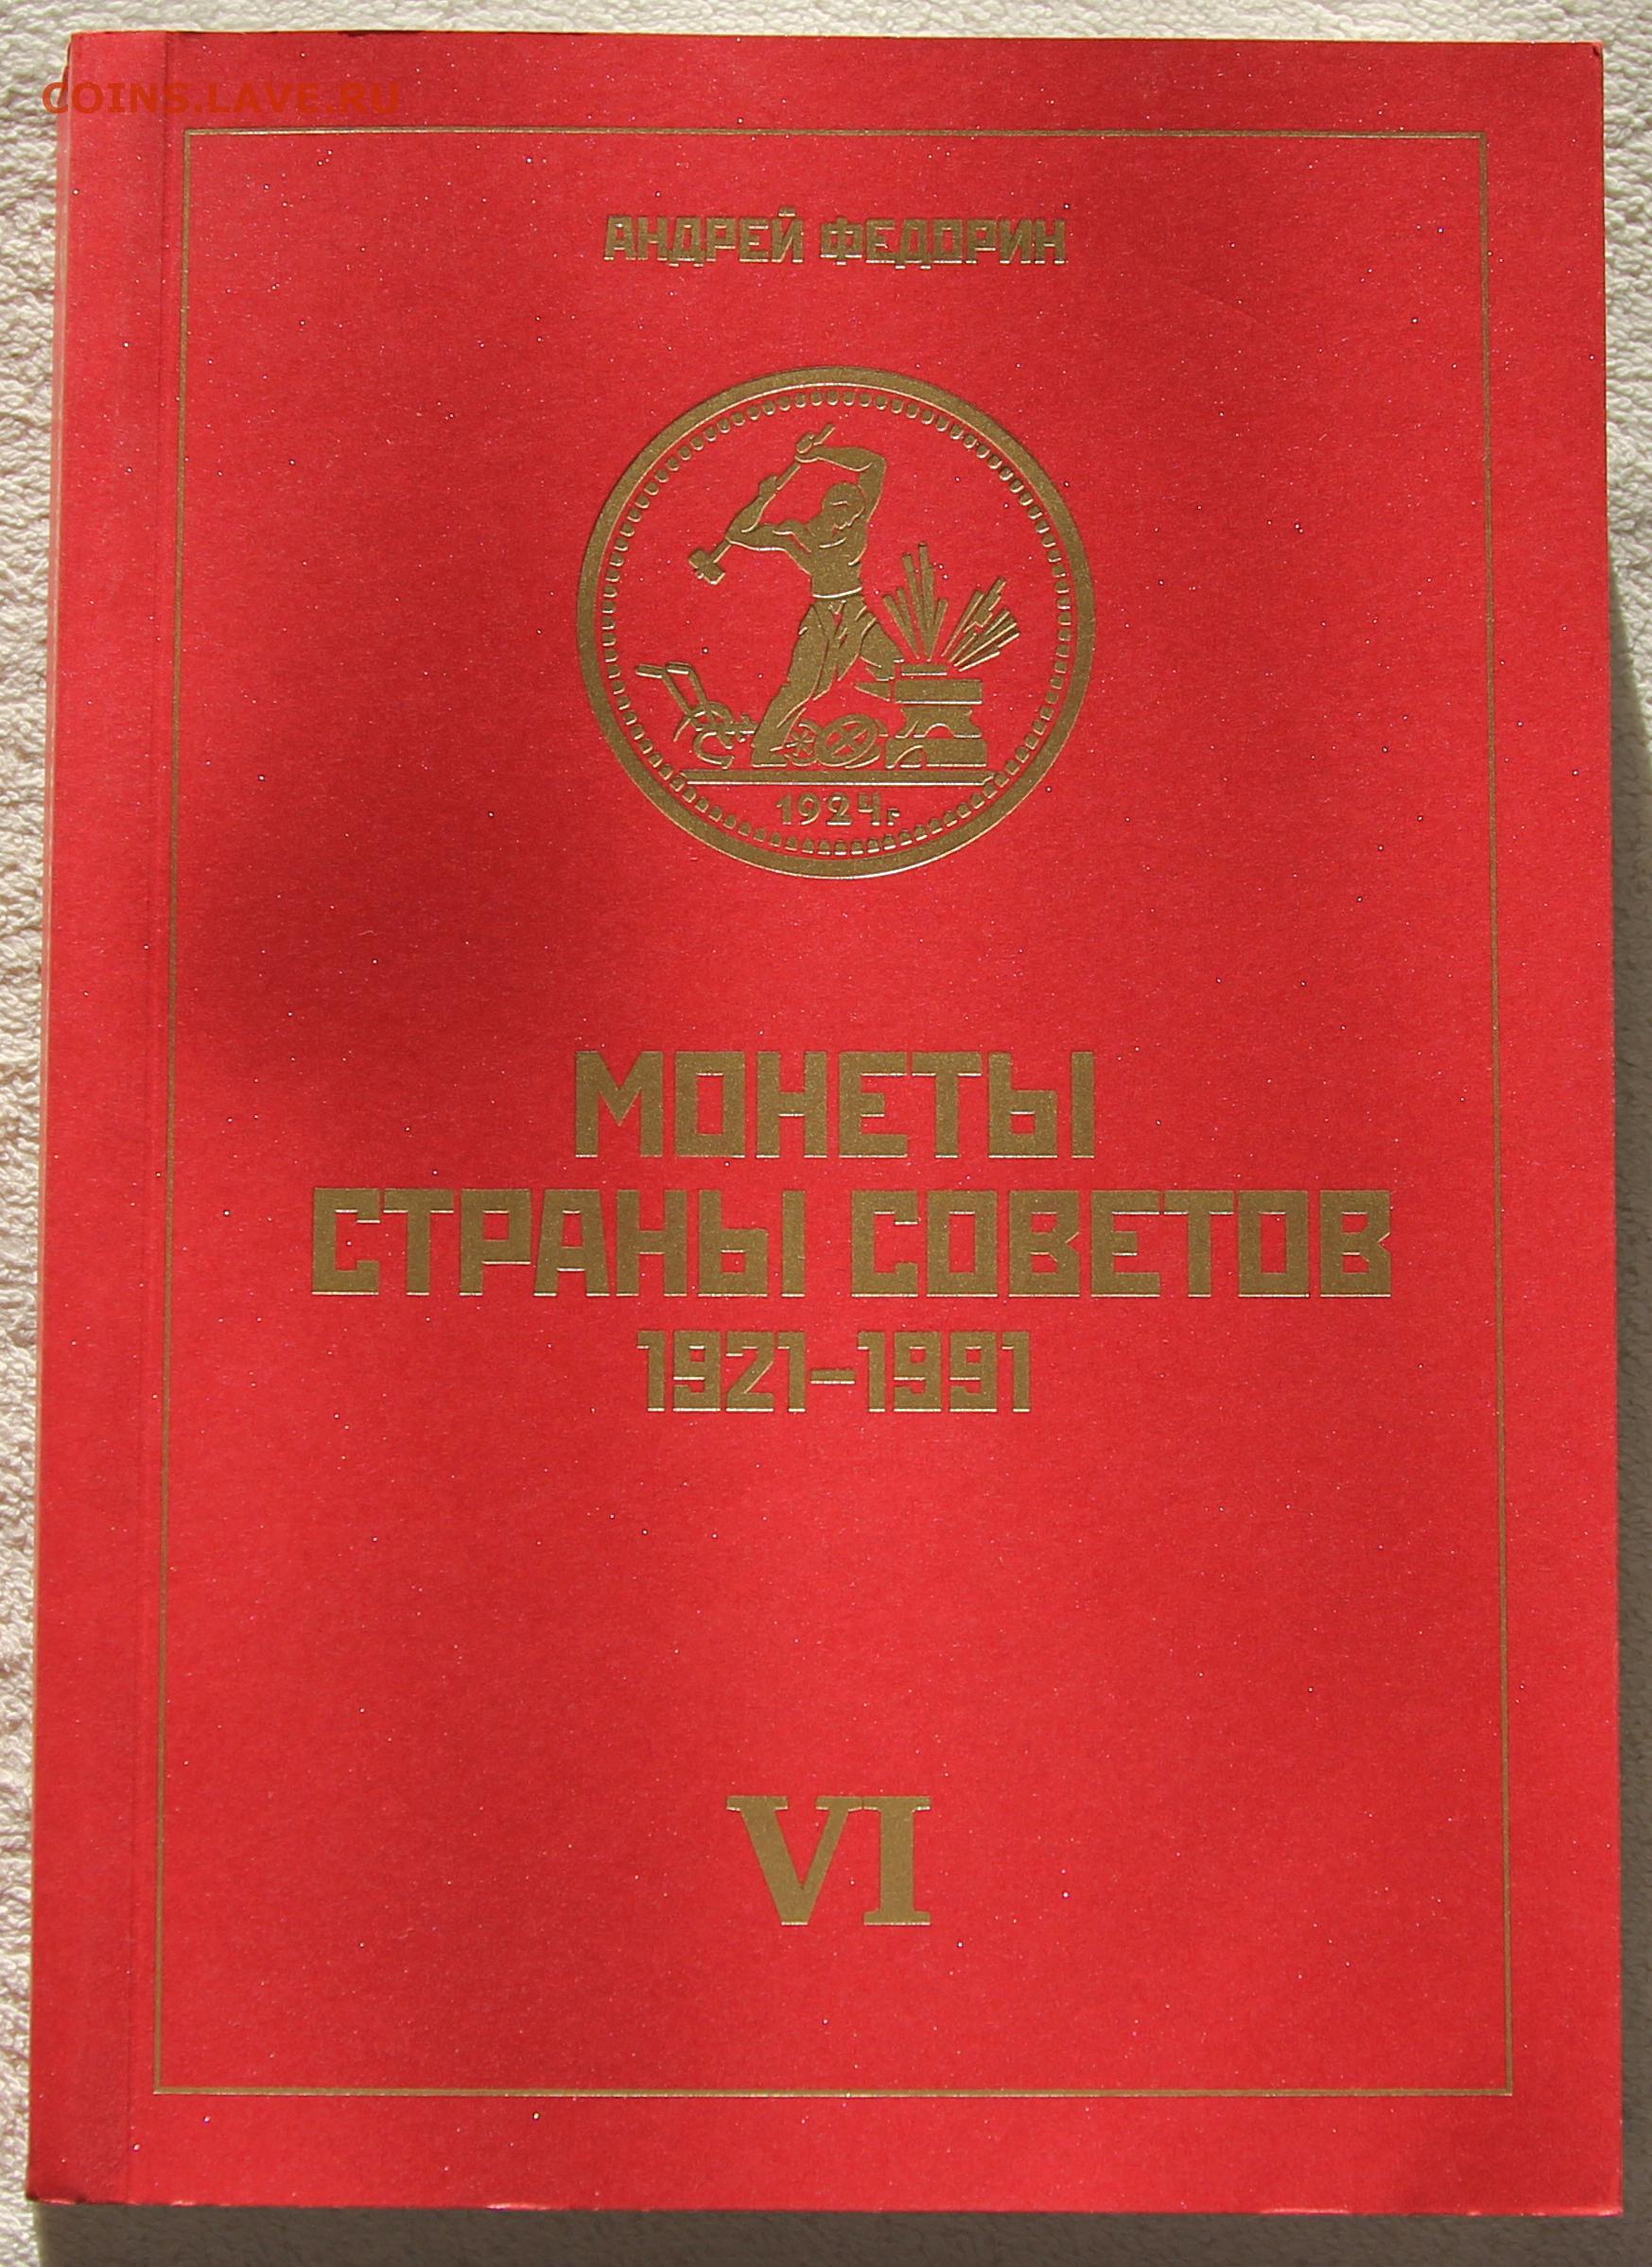 COINS.LAVE.RU
АНДРЕЙ ФЕДОРИН
1924г.
МОНЕТЫ
СТРАНЫ СОВЕТОВ
1921-1991
VI